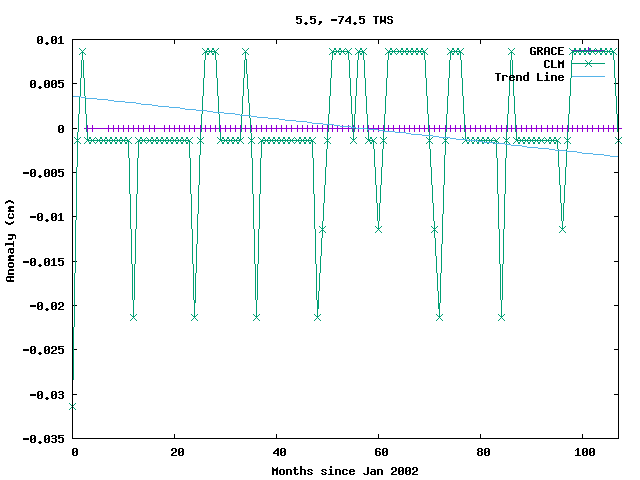 5.5, -74.5 TWS
0.01
0.005
0
-0.005
-0.01
-0.015
-0.02
-0.025
-0.03
-0.035
Anomaly (cm)
GRACE
CLM
Trend Line
0 20 40 60 80 100
Months since Jan 2002